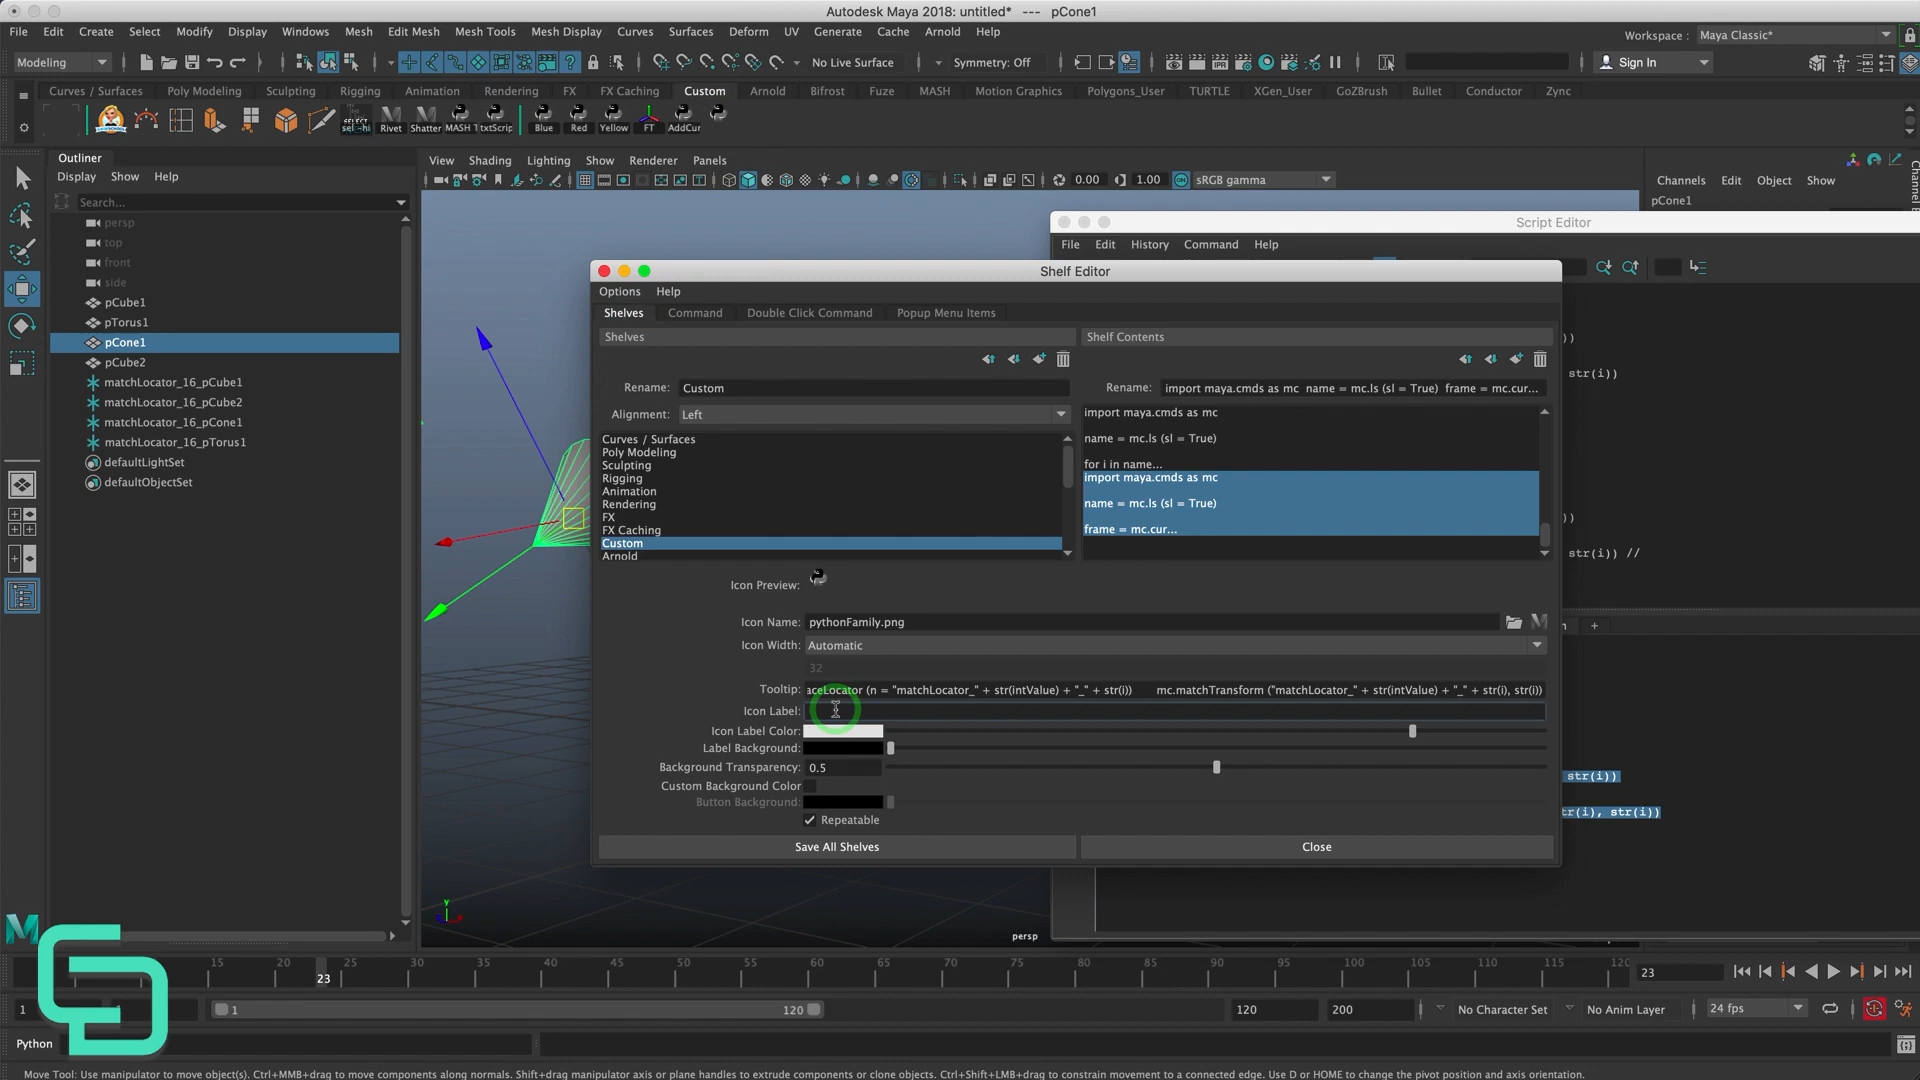 Autodesk Maya 2018: untitled* --- pCone1
File Edit Create Select Modify Display Windows Mesh Edit Mesh Mesh Tools Mesh Display Curves Surfaces Deform UV Generate Cache Arnold Help
Workspace : Maya Classic*
Modeling
No Live Surface
Symmetry: Off
Sign In
Curves / Surfaces Poly Modeling Sculpting Rigging Animation Rendering FX FX Caching Custom Arnold Bifrost Fuze MASH Motion Graphics Polygons_User TURTLE XGen_User GoZBrush Bullet Conductor Zync
sel -hi Rivet Shatter MASH T txtScrip Blue Red Yellow FT AddCur
Outliner
Display Show Help
Search...
persp
top
front
side
pCube1
pTorus1
pCone1
pCube2
matchLocator_16_pCube1
matchLocator_16_pCube2
matchLocator_16_pCone1
matchLocator_16_pTorus1
defaultLightSet
defaultObjectSet
View Shading Lighting Show Renderer Panels
0.00 1.00 sRGB gamma
Channels Edit Object Show
pCone1
Script Editor
File Edit History Command Help
Shelf Editor
Options Help
Shelves Command Double Click Command Popup Menu Items
Shelves
Rename: Custom
Alignment: Left
Curves / Surfaces
Poly Modeling
Sculpting
Rigging
Animation
Rendering
FX
FX Caching
Custom
Arnold
Shelf Contents
Rename: import maya.cmds as mc name = mc.ls (sl = True) frame = mc.cur...
import maya.cmds as mc
name = mc.ls (sl = True)
for i in name...
import maya.cmds as mc
name = mc.ls (sl = True)
frame = mc.cur...
Icon Preview:
Icon Name: pythonFamily.png
Icon Width: Automatic
32
Tooltip: aceLocator (n = "matchLocator_" + str(intValue) + "_" + str(i)) mc.matchTransform ("matchLocator_" + str(intValue) + "_" + str(i), str(i))
Icon Label:
Icon Label Color:
Label Background:
Background Transparency: 0.5
Custom Background Color
Button Background:
Repeatable
Save All Shelves Close
))
str(i))
))
str(i)) //
n +
str(i))
tr(i), str(i))
persp
15 20 25 30 35 40 45 50 55 60 65 70 75 80 85 90 95 100 105 110 115 120
23
23
1
1
120
120
200
No Character Set
No Anim Layer
24 fps
Python
Move Tool: Use manipulator to move object(s). Ctrl+MMB+drag to move components along normals. Shift+drag manipulator axis or plane handles to extrude components or clone objects. Ctrl+Shift+LMB+drag to constrain movement to a connected edge. Use D or HOME to change the pivot position and axis orientation.